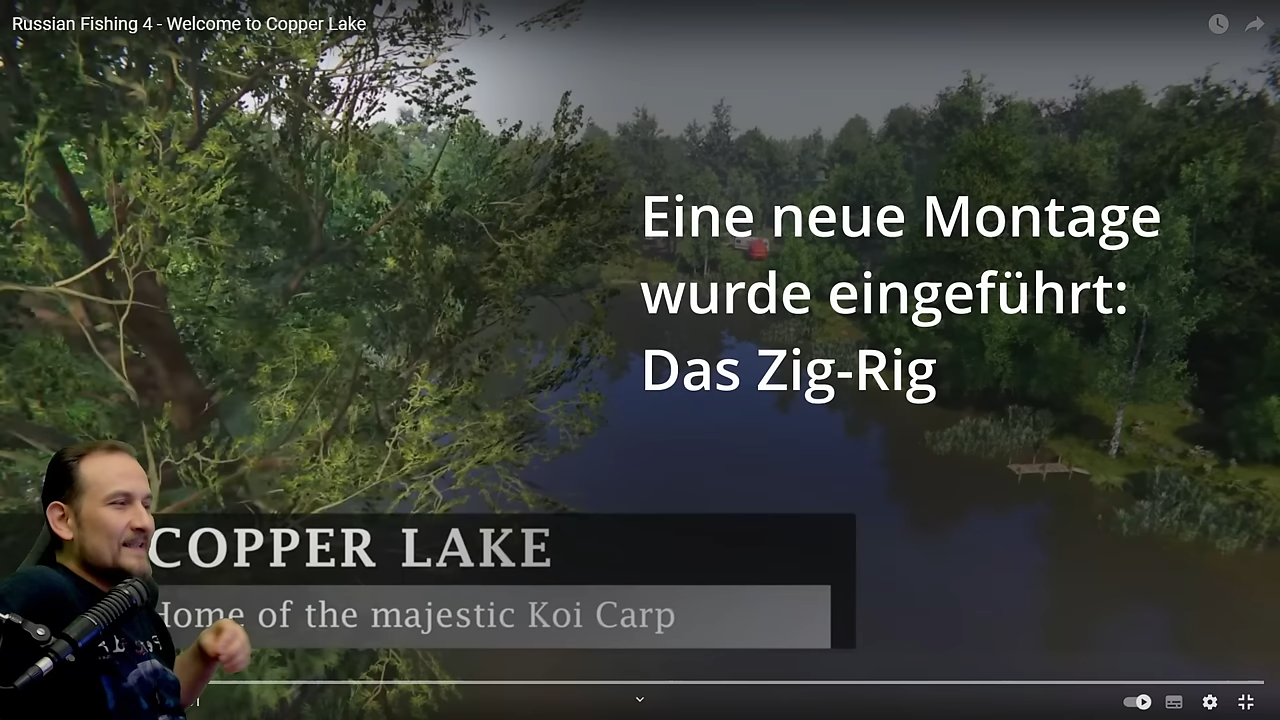 Russian Fishing 4 - Welcome to Copper Lake
Eine neue Montage
wurde eingeführt:
Das Zig-Rig
COPPER LAKE
Home of the majestic Koi Carp